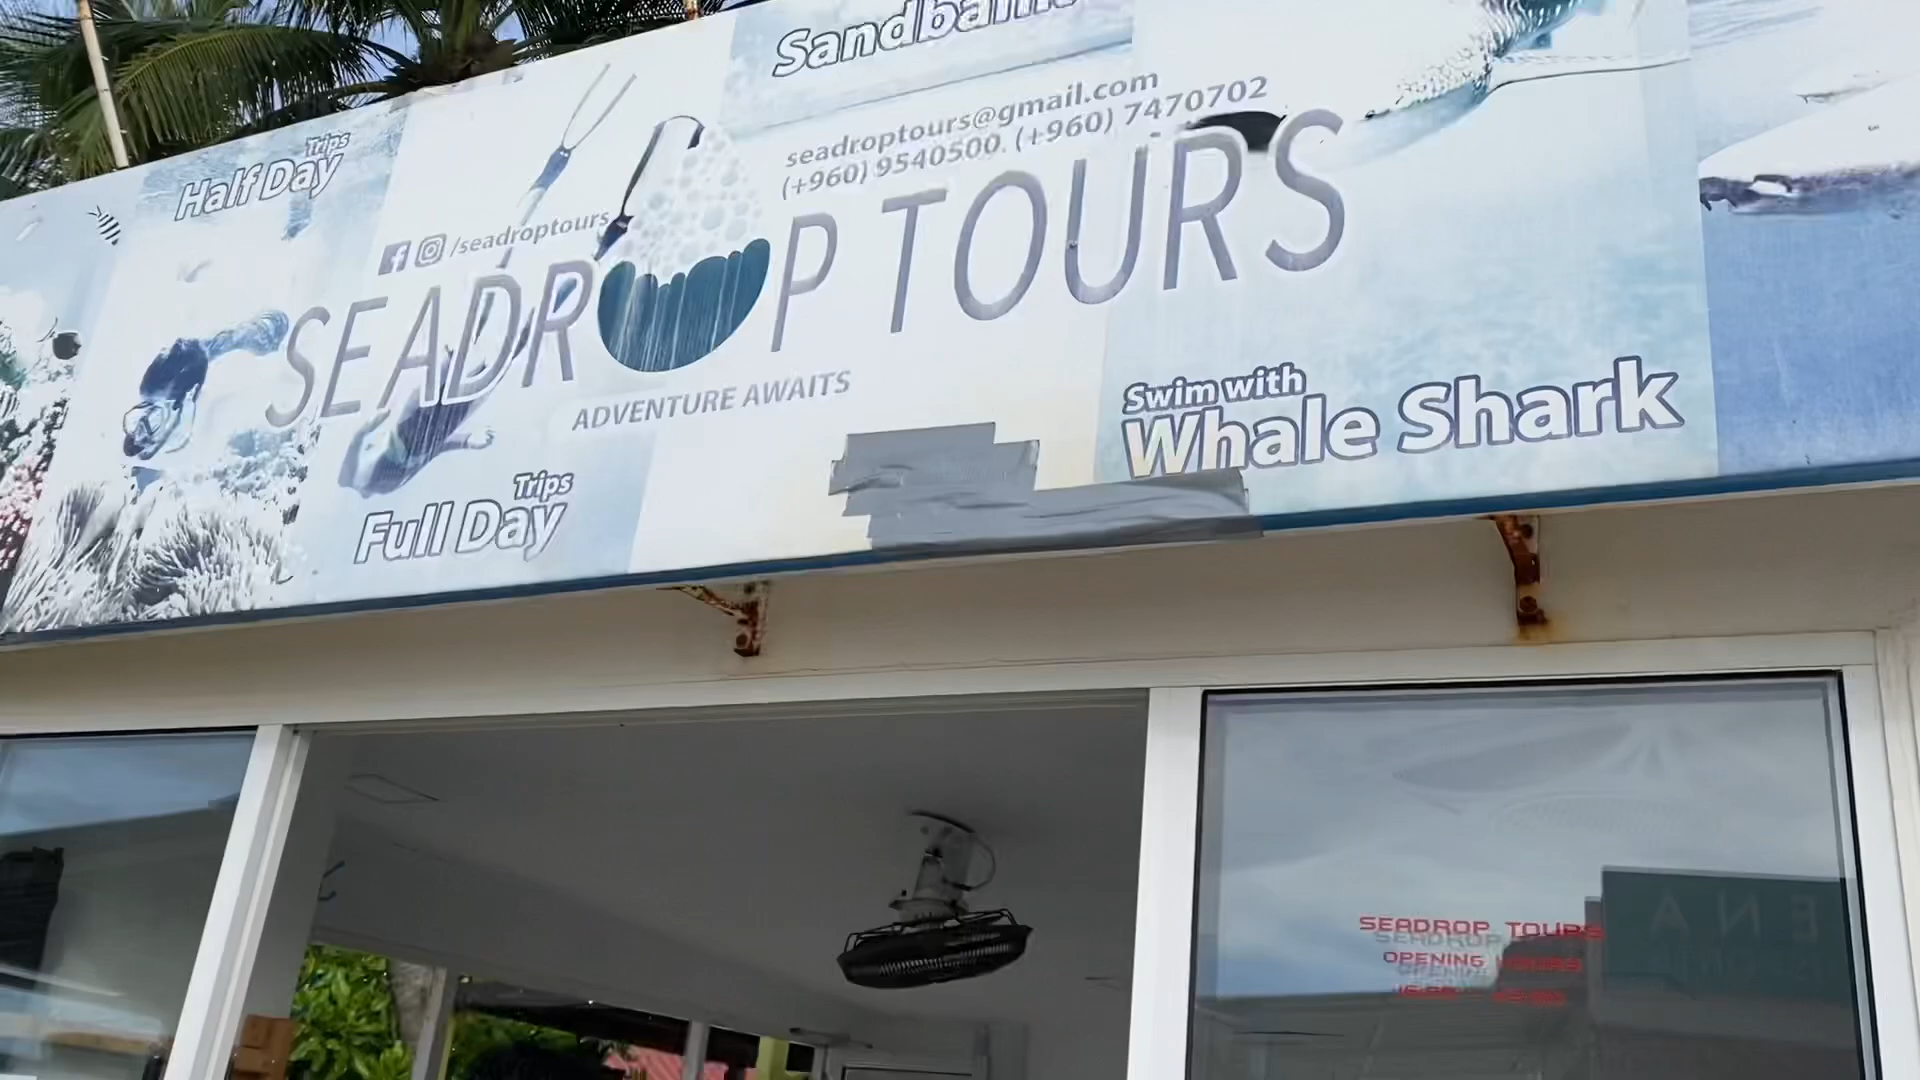 Half Day
Trips
/seadroptours
seadroptours@gmail.com
(+960) 9540500. (+960) 7470702
SEADROP TOURS
ADVENTURE AWAITS
Full Day
Trips
Swim with
Whale Shark
SEADROP TOURS
OPENING HOURS